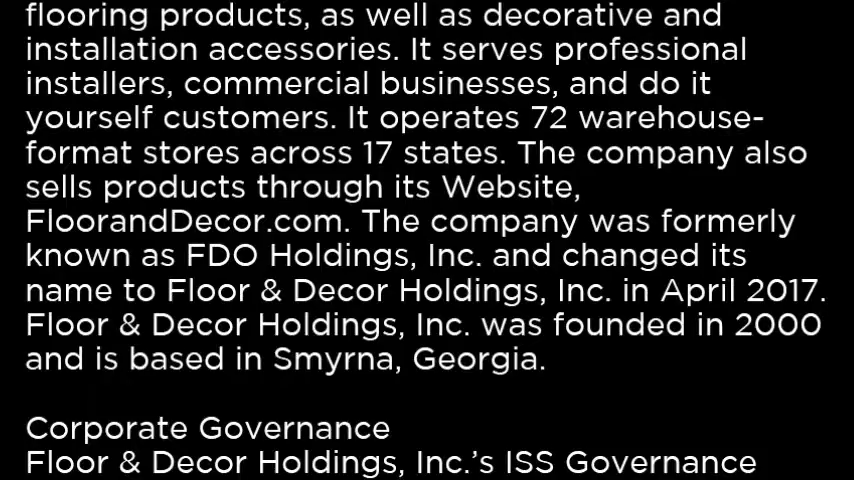 flooring products, as well as decorative and
installation accessories. It serves professional
installers, commercial businesses, and do it
yourself customers. It operates 72 warehouse-
format stores across 17 states. The company also
sells products through its Website,
FloorandDecor.com. The company was formerly
known as FDO Holdings, Inc. and changed its
name to Floor & Decor Holdings, Inc. in April 2017.
Floor & Decor Holdings, Inc. was founded in 2000
and is based in Smyrna, Georgia.
Corporate Governance
Floor & Decor Holdings, Inc.’s ISS Governance